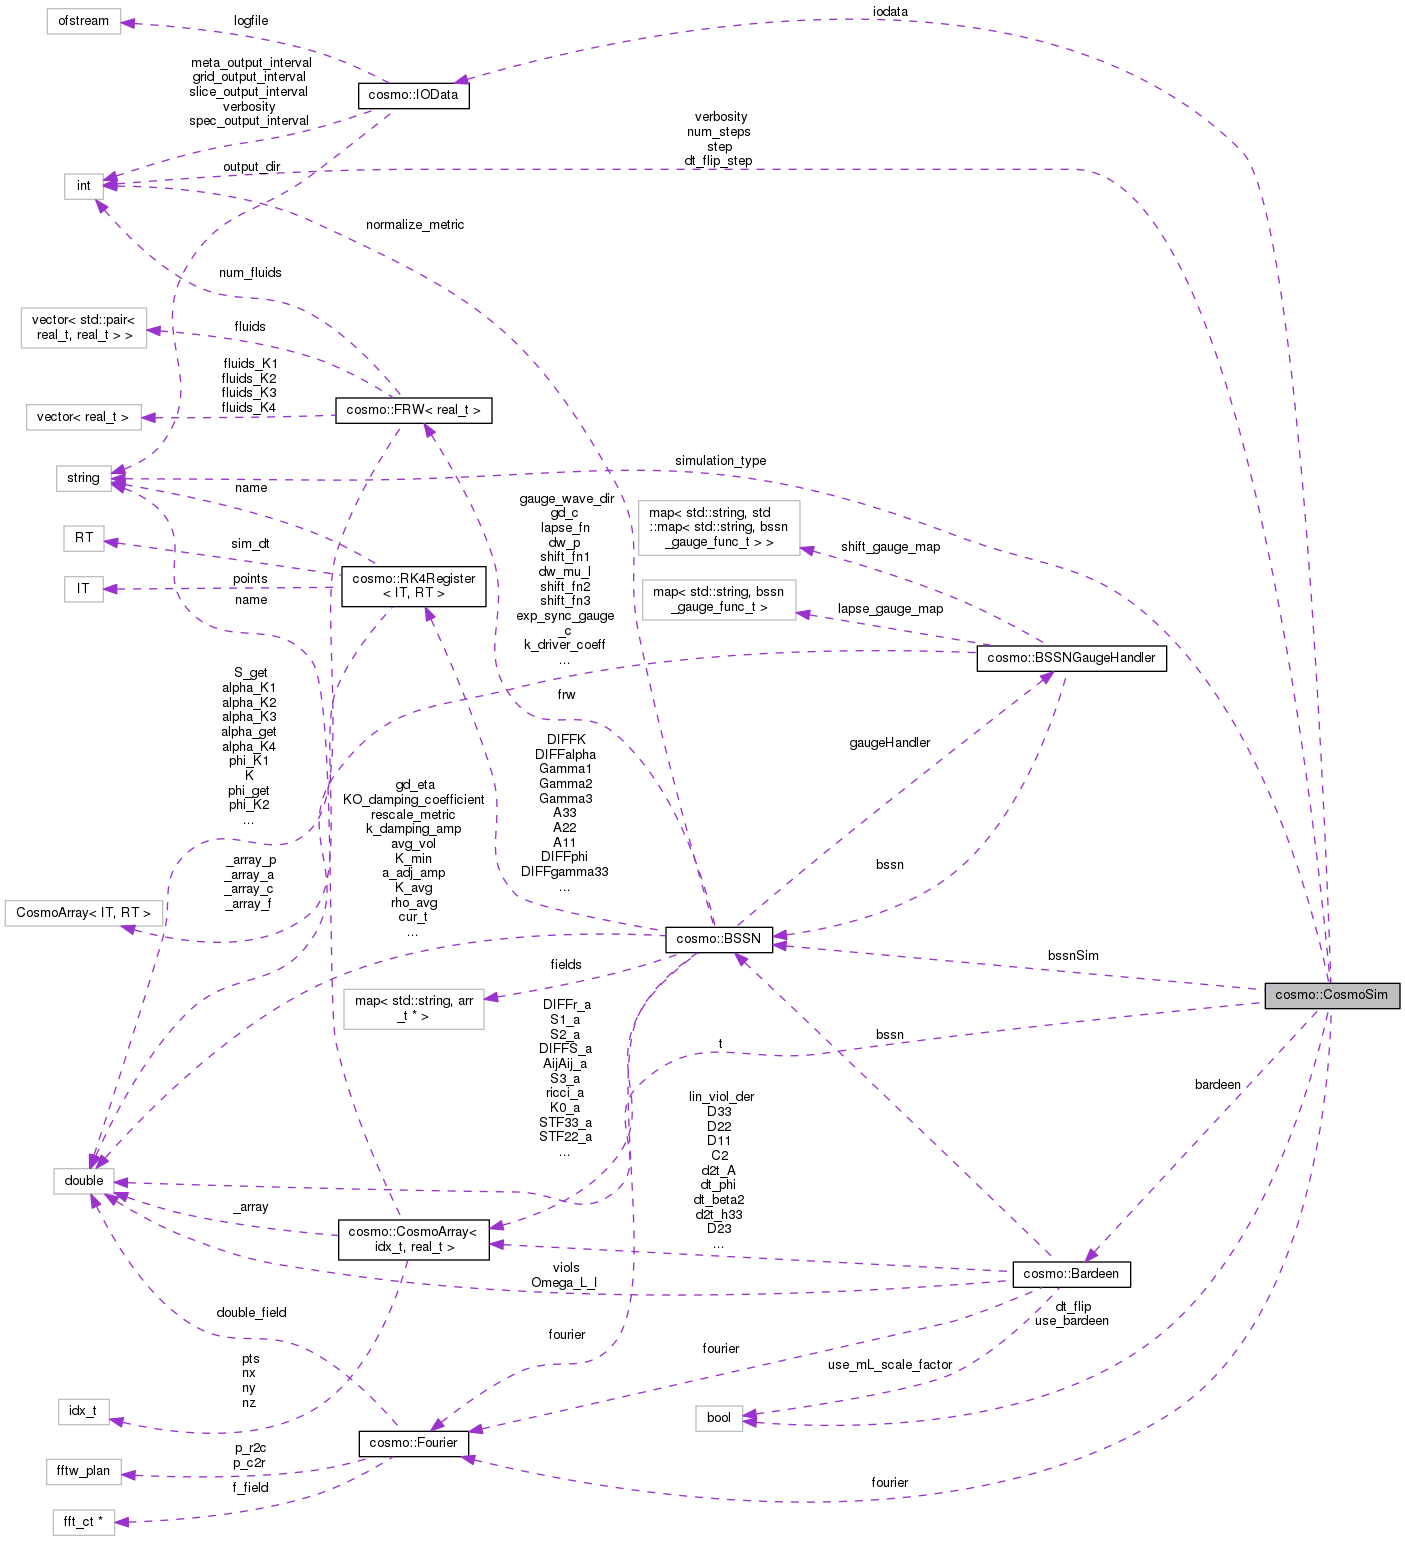 iodata
ofstream
logfile
meta_output_interval
grid_output_interval
slice_output_interval
verbosity
spec_output_interval
cosmo::IOData
verbosity
num_steps
step
dt_flip_step
output_dir
int
normalize_metric
num_fluids
vector< std::pair<
real_t, real_t > >
fluids
fluids_K1
fluids_K2
fluids_K3
fluids_K4
vector< real_t >
cosmo::FRW< real_t >
simulation_type
string
name
gauge_wave_dir
gd_c
lapse_fn
dw_p
shift_fn1
dw_mu_l
shift_fn2
shift_fn3
exp_sync_gauge
_c
k_driver_coeff
...
map< std::string, std
::map< std::string, bssn
_gauge_func_t > >
shift_gauge_map
RT
sim_dt
cosmo::RK4Register
< IT, RT >
IT
points
name
map< std::string, bssn
_gauge_func_t >
lapse_gauge_map
cosmo::BSSNGaugeHandler
S_get
alpha_K1
alpha_K2
alpha_K3
alpha_get
alpha_K4
phi_K1
K
phi_get
phi_K2
...
frw
gaugeHandler
DIFFK
DIFFalpha
Gamma1
Gamma2
Gamma3
A33
A22
A11
DIFFphi
DIFFgamma33
...
gd_eta
KO_damping_coefficient
rescale_metric
k_damping_amp
avg_vol
K_min
a_adj_amp
K_avg
rho_avg
cur_t
...
_array_p
_array_a
_array_c
_array_f
bssn
CosmoArray< IT, RT >
cosmo::BSSN
bssnSim
fields
map< std::string, arr
_t * >
cosmo::CosmoSim
DIFFr_a
S1_a
S2_a
DIFFS_a
AijAij_a
S3_a
ricci_a
K0_a
STF33_a
STF22_a
...
t
bssn
bardeen
lin_viol_der
D33
D22
D11
C2
d2t_A
dt_phi
dt_beta2
d2t_h33
D23
...
double
_array
cosmo::CosmoArray<
idx_t, real_t >
viols
Omega_L_I
cosmo::Bardeen
double_field
fourier
fourier
dt_flip
use_bardeen
use_mL_scale_factor
pts
nx
ny
nz
idx_t
bool
cosmo::Fourier
p_r2c
p_c2r
fftw_plan
f_field
fft_ct *
fourier